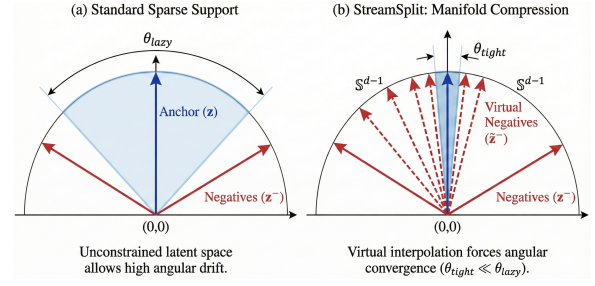 (a) Standard Sparse Support
θ_lazy
Anchor (z)
Negatives (z⁻)
(0,0)
Unconstrained latent space
allows high angular drift.
(b) StreamSplit: Manifold Compression
θ_tight
𝕊^{d−1}
𝕊^{d−1}
Virtual
Negatives
(z̃⁻)
Negatives (z⁻)
(0,0)
Virtual interpolation forces angular
convergence (θ_tight ≪ θ_lazy).